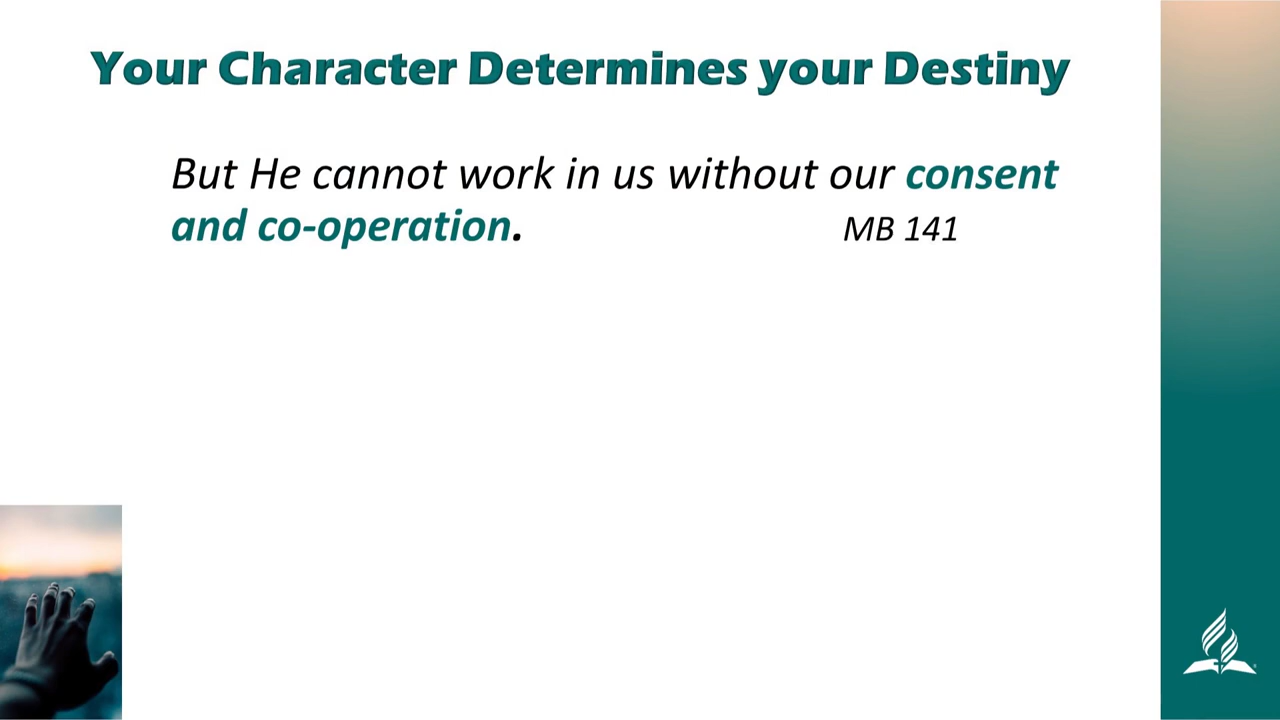 Your Character Determines your Destiny
But He cannot work in us without our consent
and co-operation. MB 141